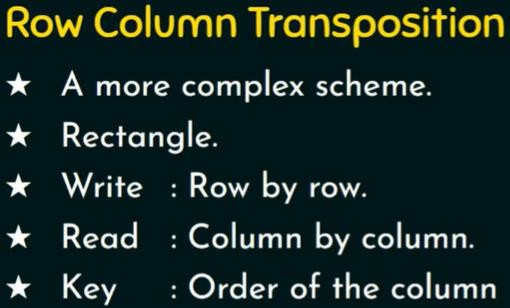 Row Column Transposition
★ A more complex scheme.
★ Rectangle.
★ Write : Row by row.
★ Read : Column by column.
★ Key : Order of the column